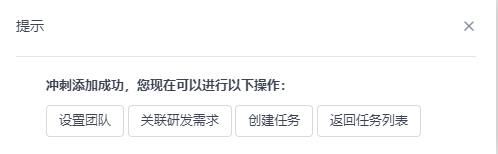 提示
冲刺添加成功，您现在可以进行以下操作：
设置团队 关联研发需求 创建任务 返回任务列表